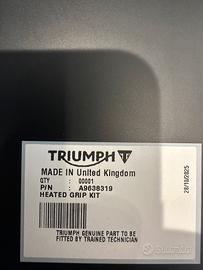 TRIUMPH
MADE IN United Kingdom
QTY : 00001
P/N : A9638319
HEATED GRIP KIT
TRIUMPH GENUINE PART TO BE
FITTED BY TRAINED TECHNICIAN
28/10/2025